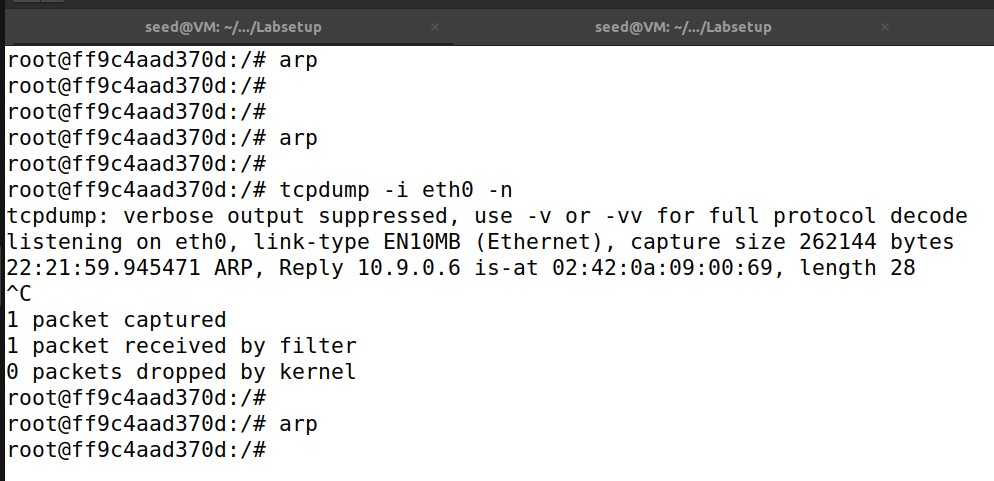 seed@VM: ~/.../Labsetup × seed@VM: ~/.../Labsetup ×
root@ff9c4aad370d:/# arp
root@ff9c4aad370d:/#
root@ff9c4aad370d:/#
root@ff9c4aad370d:/# arp
root@ff9c4aad370d:/#
root@ff9c4aad370d:/# tcpdump -i eth0 -n
tcpdump: verbose output suppressed, use -v or -vv for full protocol decode
listening on eth0, link-type EN10MB (Ethernet), capture size 262144 bytes
22:21:59.945471 ARP, Reply 10.9.0.6 is-at 02:42:0a:09:00:69, length 28
^C
1 packet captured
1 packet received by filter
0 packets dropped by kernel
root@ff9c4aad370d:/#
root@ff9c4aad370d:/# arp
root@ff9c4aad370d:/#